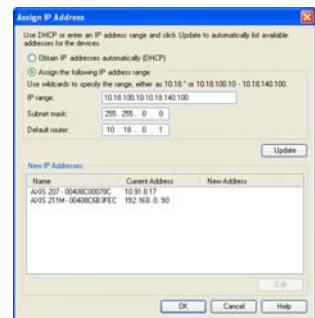 Assign IP Address
Use DHCP or enter an IP address range and click Update to automatically list available
addresses for the devices.
Obtain IP addresses automatically (DHCP)
Assign the following IP address range:
Use wildcards to specify the range, either as 10.18.* or 10.18.100.10 - 10.18.140.100.
IP range: 10.18.100.10-10.18.140.100
Subnet mask: 255 . 255 . 0 . 0
Default router: 10 . 18 . 0 . 1
Update
New IP Addresses:
Name Current Address New Address
AXIS 207 - 00408C00078C 10.91.8.17
AXIS 211M - 00408C6B3FEC 192.168.0.90
Edit
OK Cancel Help